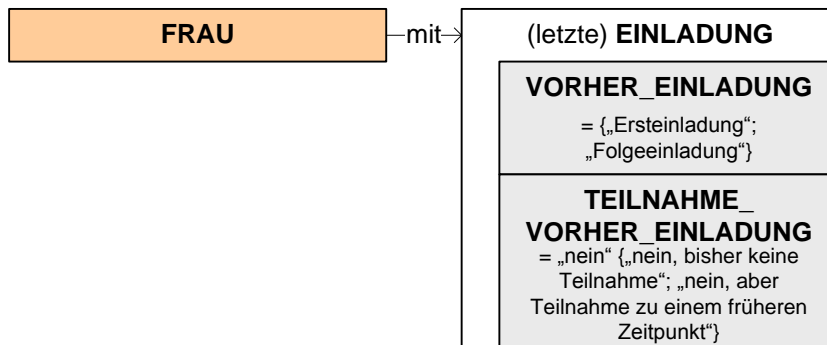 FRAU
mit
(letzte) EINLADUNG
VORHER_EINLADUNG
= {„Ersteinladung“;
„Folgeeinladung“}
TEILNAHME_
VORHER_EINLADUNG
= „nein“ {„nein, bisher keine
Teilnahme“; „nein, aber
Teilnahme zu einem früheren
Zeitpunkt“}